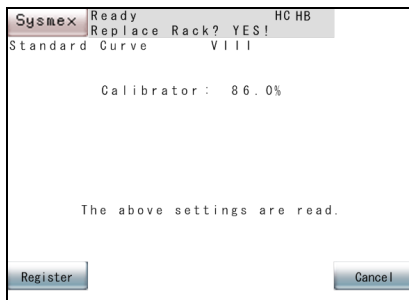 Sysmex Ready HC HB
Replace Rack? YES!
Standard Curve VIII
Calibrator: 86.0%
The above settings are read.
Register Cancel